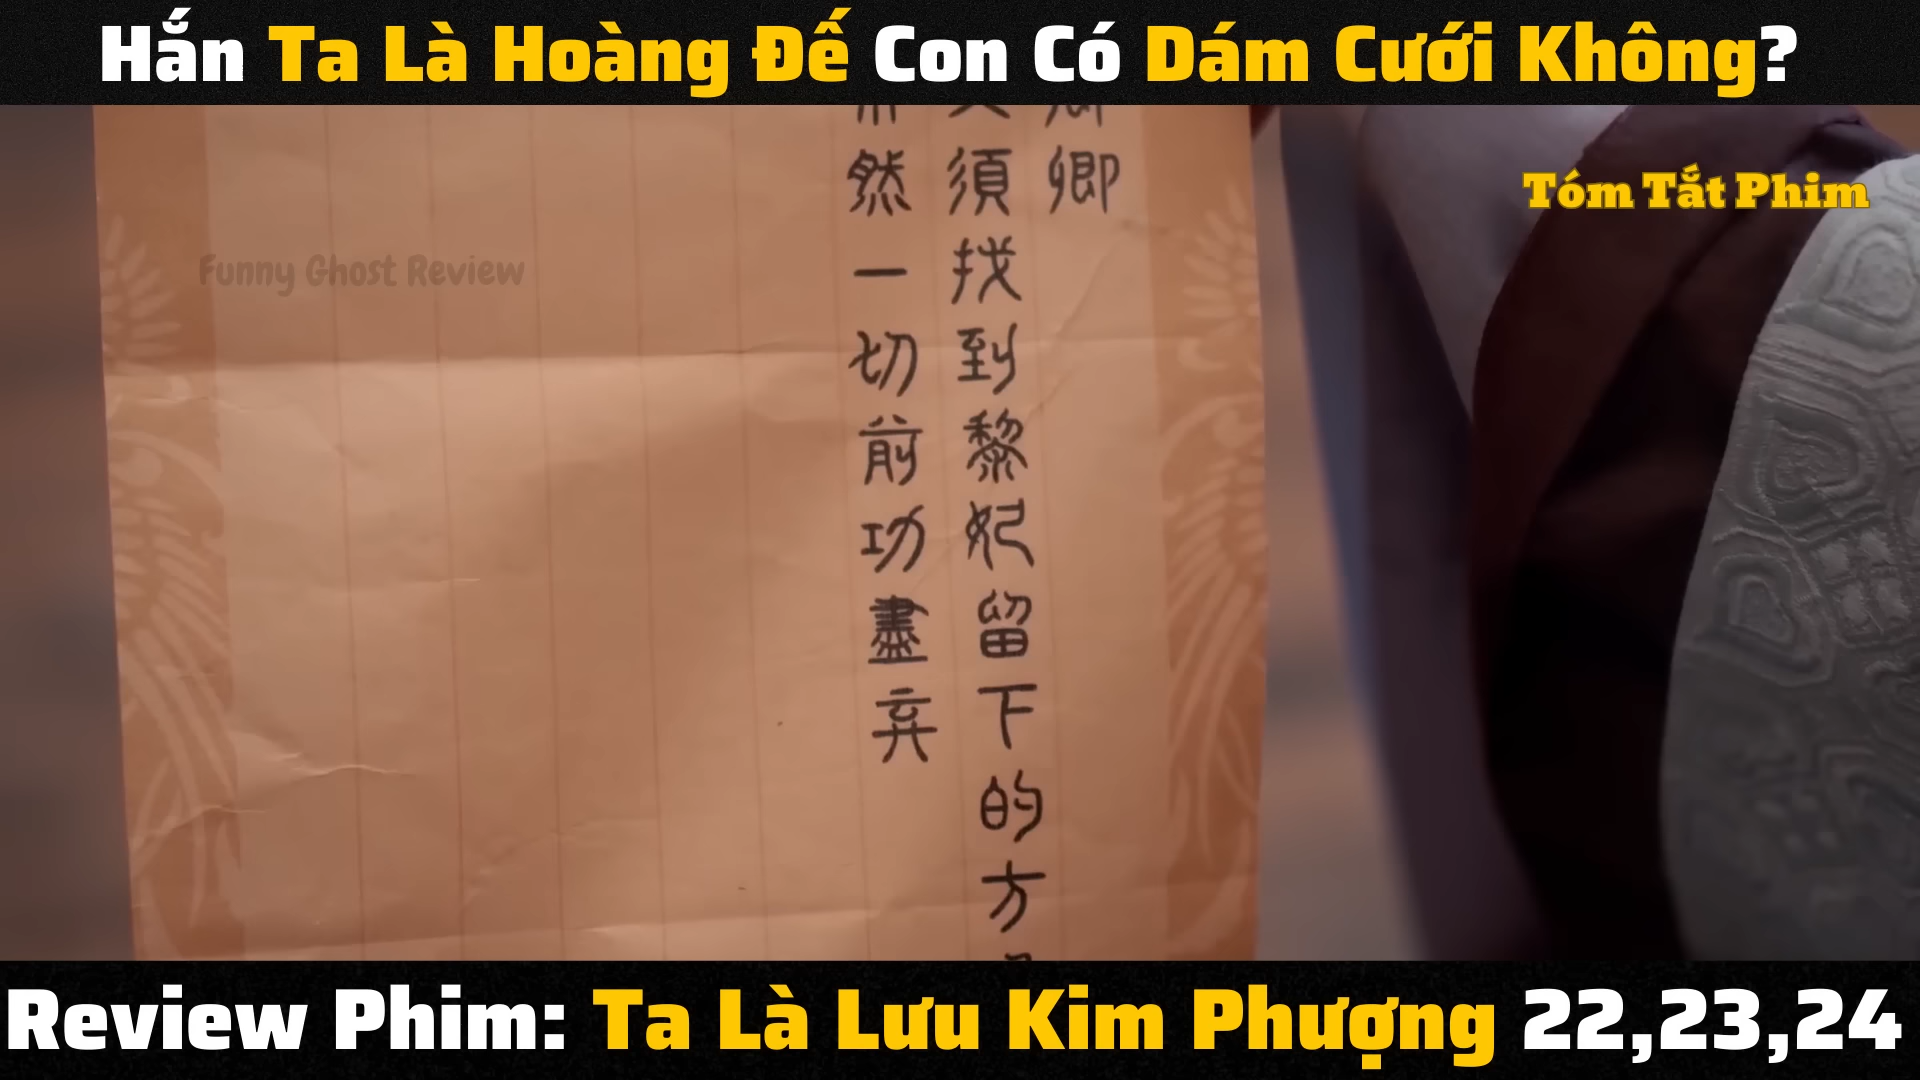 Hắn Ta Là Hoàng Đế Con Có Dám Cưới Không?
Tóm Tắt Phim
Funny Ghost Review
卿
須找到黎妃留下的方
然一切前功盡弃
Review Phim: Ta Là Lưu Kim Phượng 22,23,24